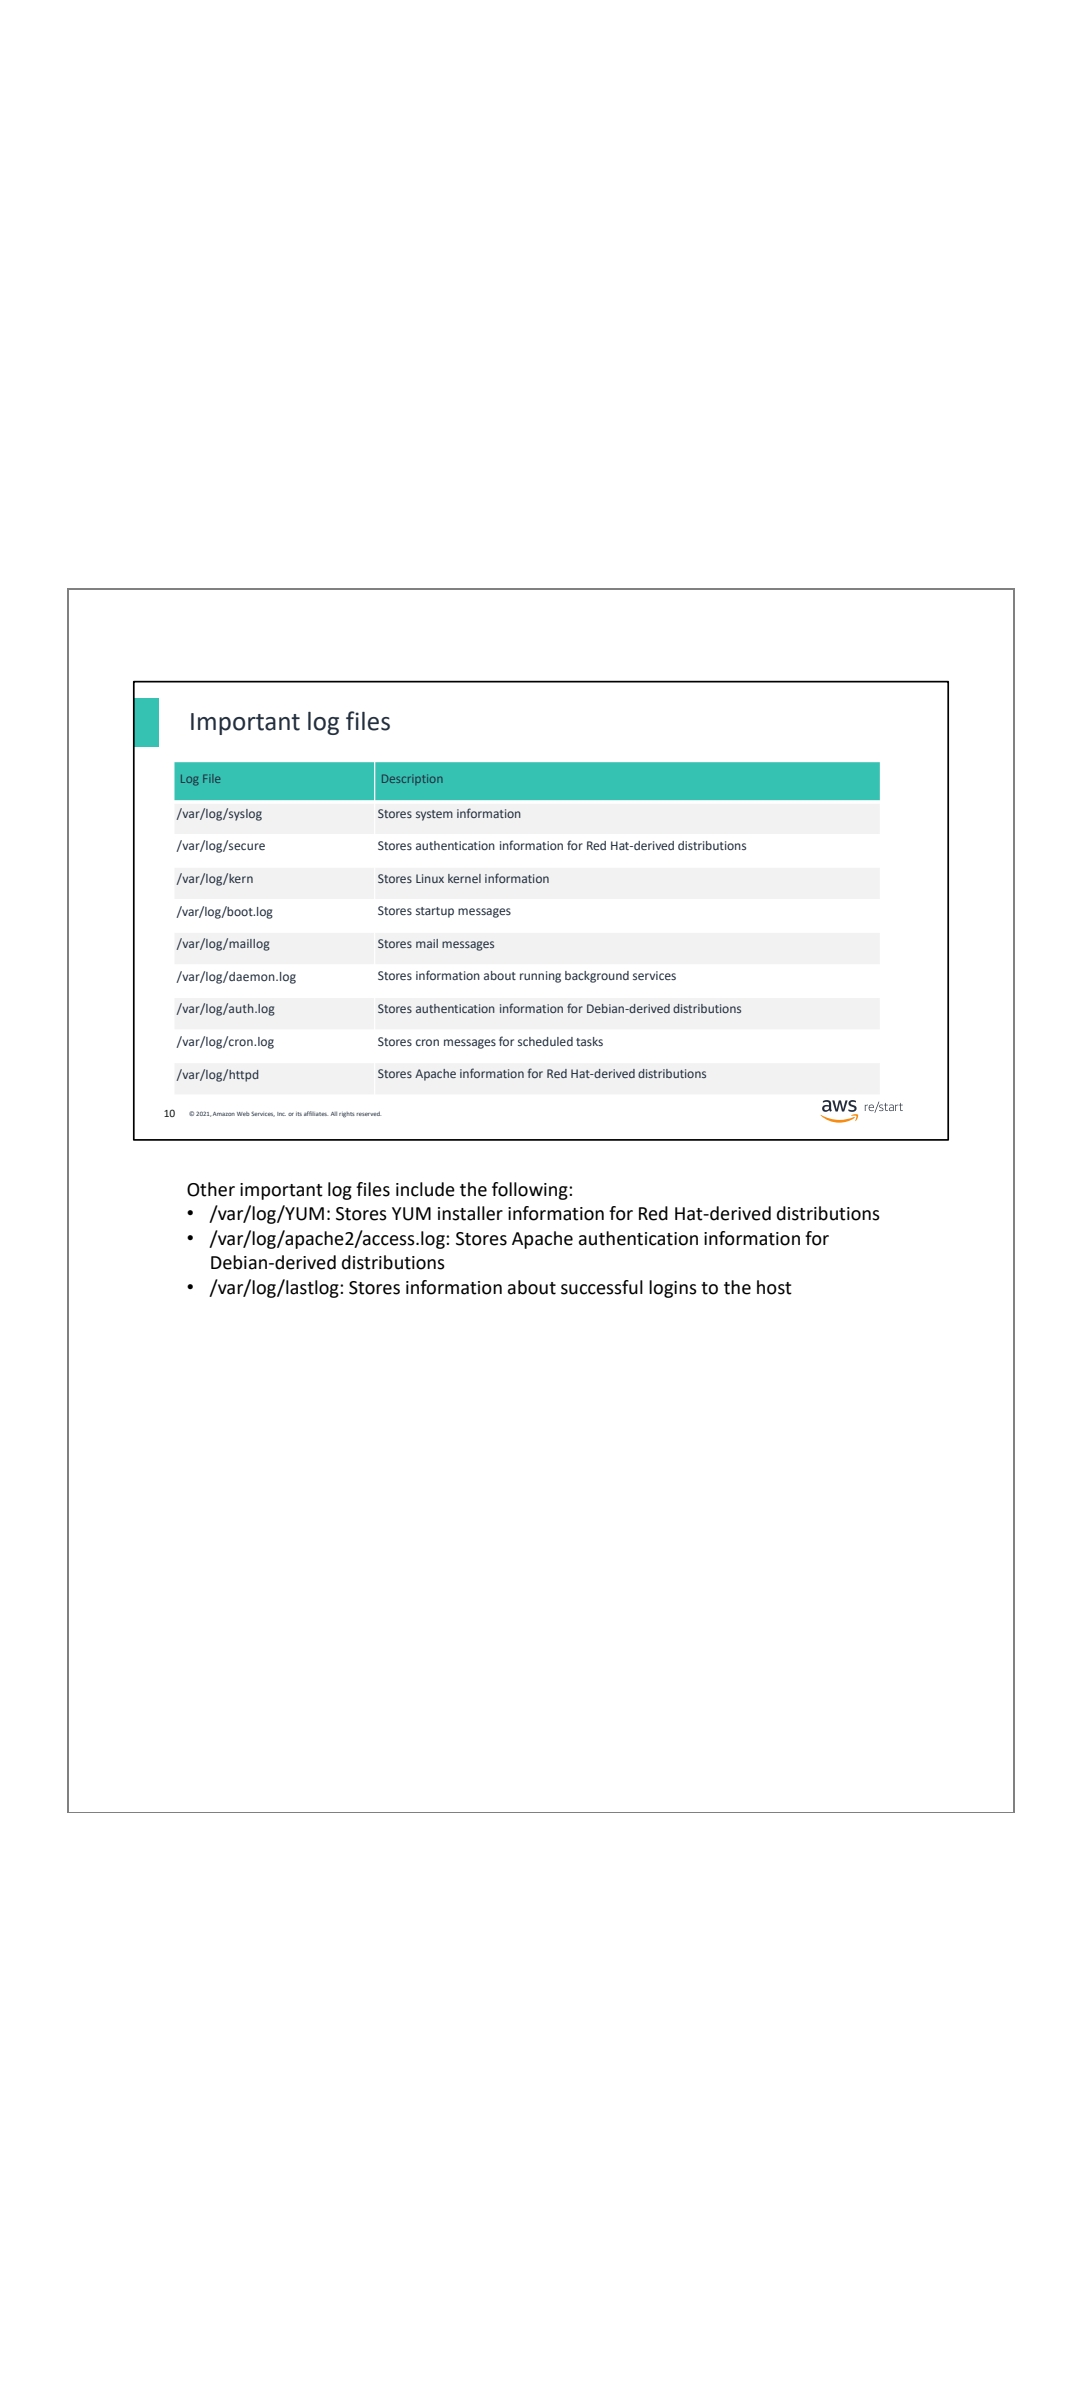 Important log files
Log File Description
/var/log/syslog Stores system information
/var/log/secure Stores authentication information for Red Hat-derived distributions
/var/log/kern Stores Linux kernel information
/var/log/boot.log Stores startup messages
/var/log/maillog Stores mail messages
/var/log/daemon.log Stores information about running background services
/var/log/auth.log Stores authentication information for Debian-derived distributions
/var/log/cron.log Stores cron messages for scheduled tasks
/var/log/httpd Stores Apache information for Red Hat-derived distributions
10 © 2021, Amazon Web Services, Inc. or its affiliates. All rights reserved.
aws re/start
Other important log files include the following:
• /var/log/YUM: Stores YUM installer information for Red Hat-derived distributions
• /var/log/apache2/access.log: Stores Apache authentication information for
Debian-derived distributions
• /var/log/lastlog: Stores information about successful logins to the host